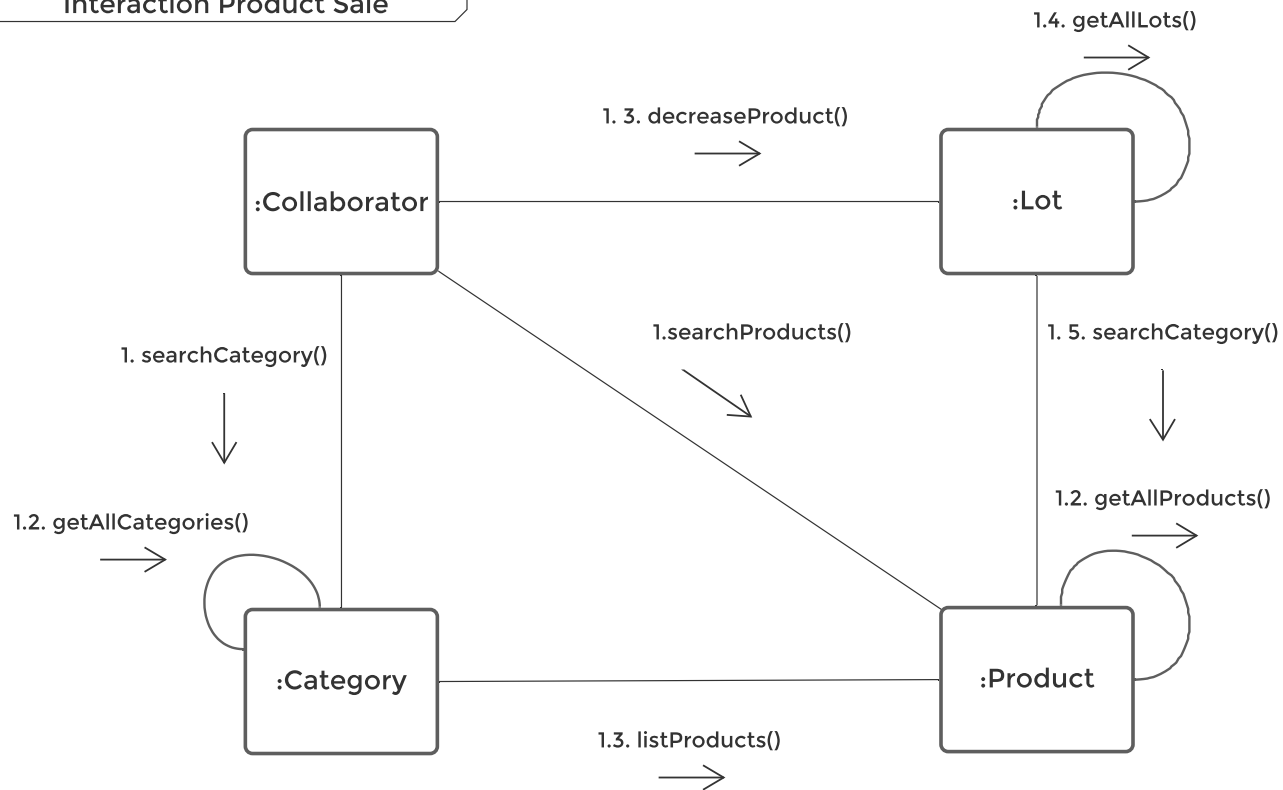 Interaction Product Sale
1.4. getAllLots()
1. 3. decreaseProduct()
:Collaborator
:Lot
1.searchProducts()
1. 5. searchCategory()
1. searchCategory()
1.2. getAllProducts()
1.2. getAllCategories()
:Category
:Product
1.3. listProducts()